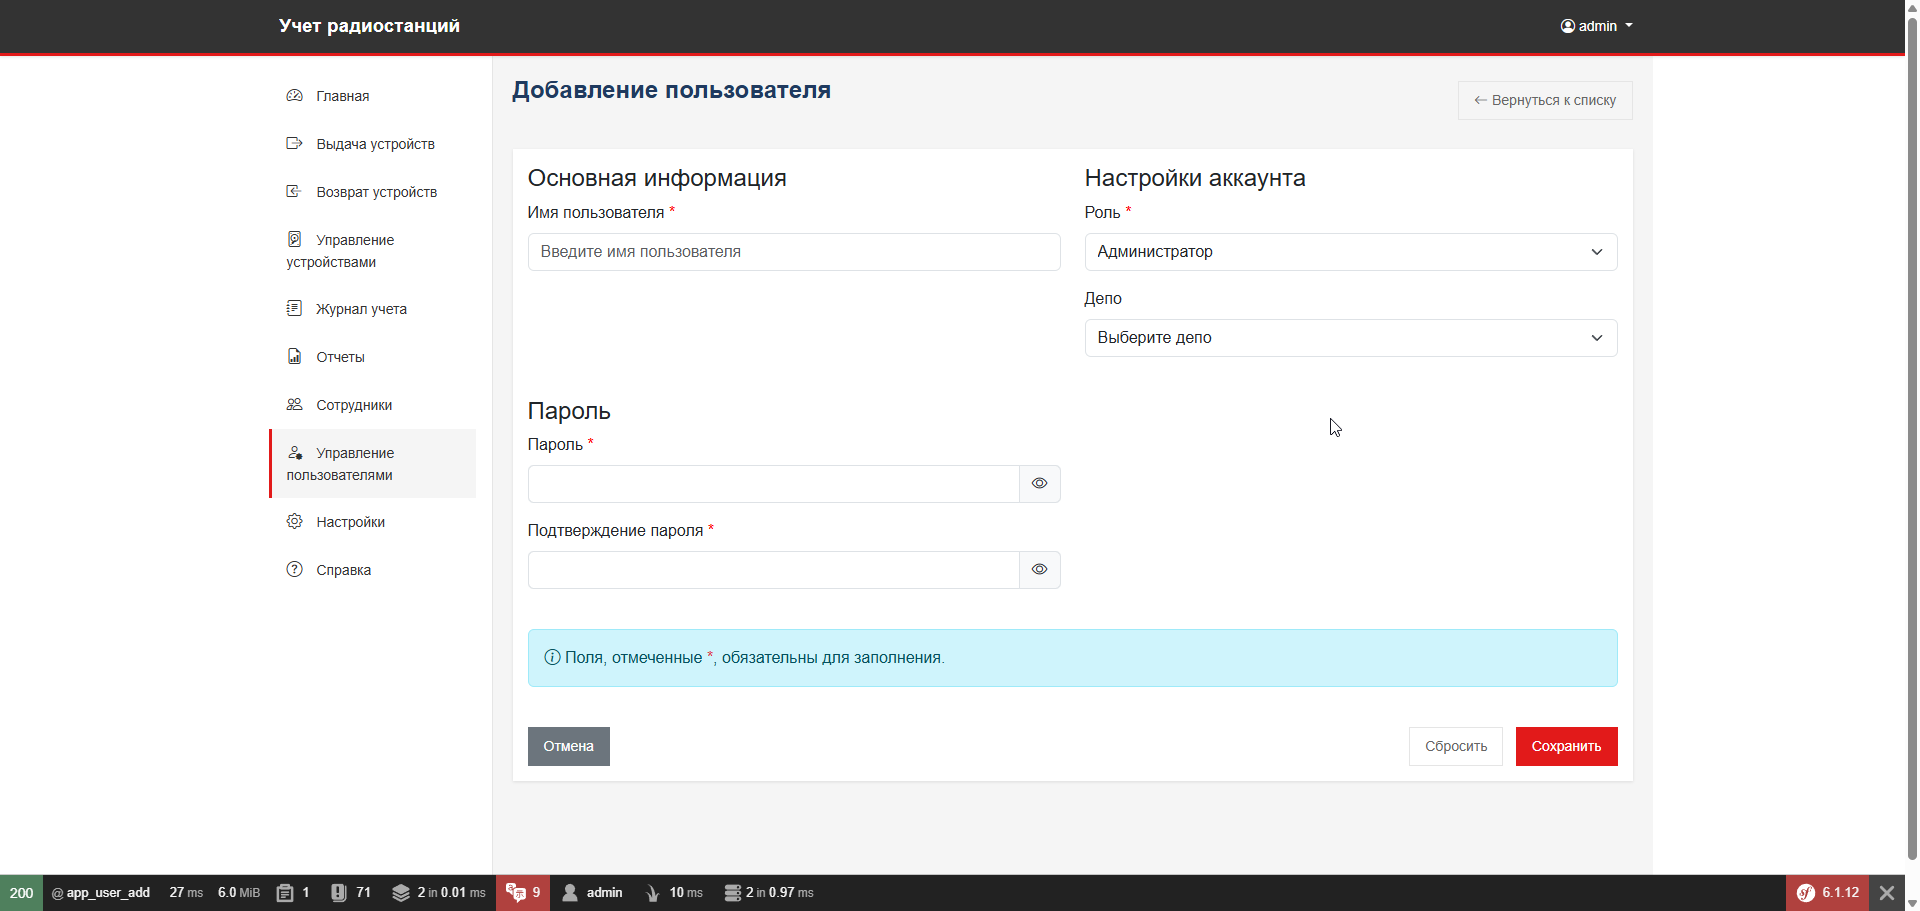 Учет радиостанций
admin
Главная
Выдача устройств
Возврат устройств
Управление
устройствами
Журнал учета
Отчеты
Сотрудники
Управление
пользователями
Настройки
Справка
Добавление пользователя
← Вернуться к списку
Основная информация
Имя пользователя *
Введите имя пользователя
Настройки аккаунта
Роль *
Администратор
Депо
Выберите депо
Пароль
Пароль *
Подтверждение пароля *
Поля, отмеченные *, обязательны для заполнения.
Отмена
Сбросить
Сохранить
200 @ app_user_add 27 ms 6.0 MiB 1 71 2 in 0.01 ms 9 admin 10 ms 2 in 0.97 ms 6.1.12